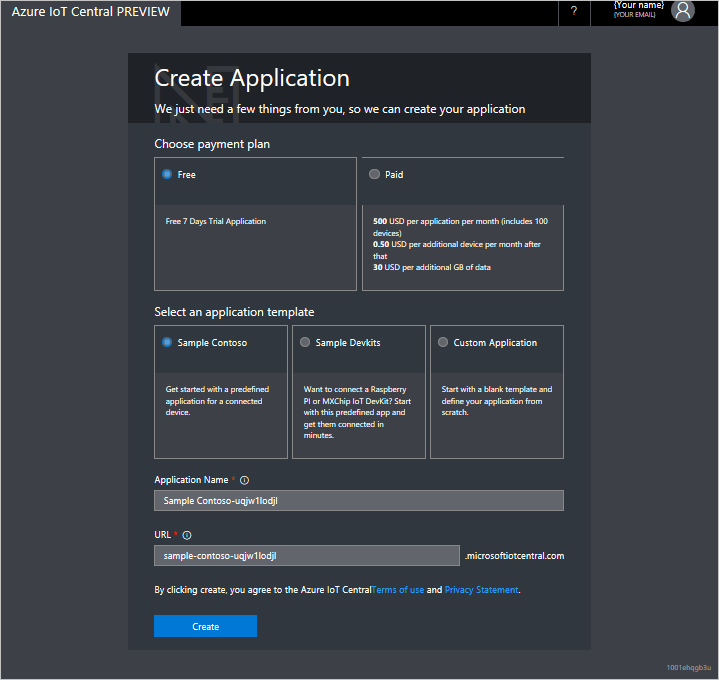 Azure IoT Central PREVIEW
?
{Your name}
{YOUR EMAIL}
Create Application
We just need a few things from you, so we can create your application
Choose payment plan
Free
Free 7 Days Trial Application
Paid
500 USD per application per month (includes 100
devices)
0.50 USD per additional device per month after
that
30 USD per additional GB of data
Select an application template
Sample Contoso
Get started with a predefined
application for a connected
device.
Sample Devkits
Want to connect a Raspberry
PI or MXChip IoT DevKit? Start
with this predefined app and
get them connected in
minutes.
Custom Application
Start with a blank template and
define your application from
scratch.
Application Name *
Sample Contoso-uqjw1lodjl
URL *
sample-contoso-uqjw1lodjl .microsoftiotcentral.com
By clicking create, you agree to the Azure IoT CentralTerms of use and Privacy Statement.
Create
1001ehqgb3u